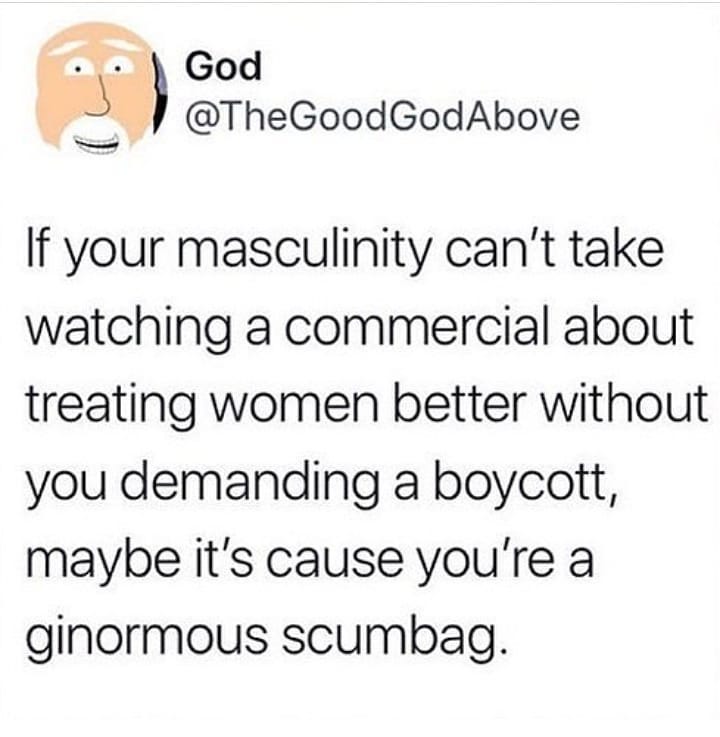 God
@TheGoodGodAbove
If your masculinity can't take
watching a commercial about
treating women better without
you demanding a boycott,
maybe it's cause you're a
ginormous scumbag.